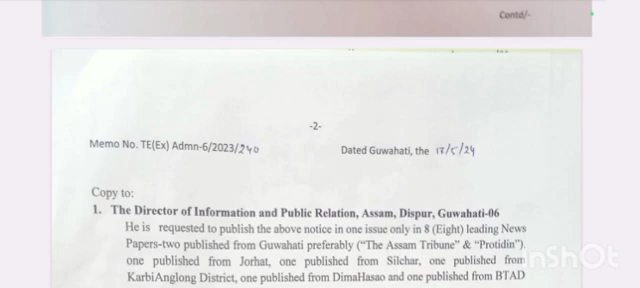 Contd/-
-2-
Memo No. TE(Ex) Admn-6/2023/240 Dated Guwahati, the 17/5/24
Copy to:
1. The Director of Information and Public Relation, Assam, Dispur, Guwahati-06
He is requested to publish the above notice in one issue only in 8 (Eight) leading News
Papers-two published from Guwahati preferably ("The Assam Tribune" & "Protidin")
one published from Jorhat, one published from Silchar, one published from
KarbiAnglong District, one published from DimaHasao and one published from BTAD
InShOt